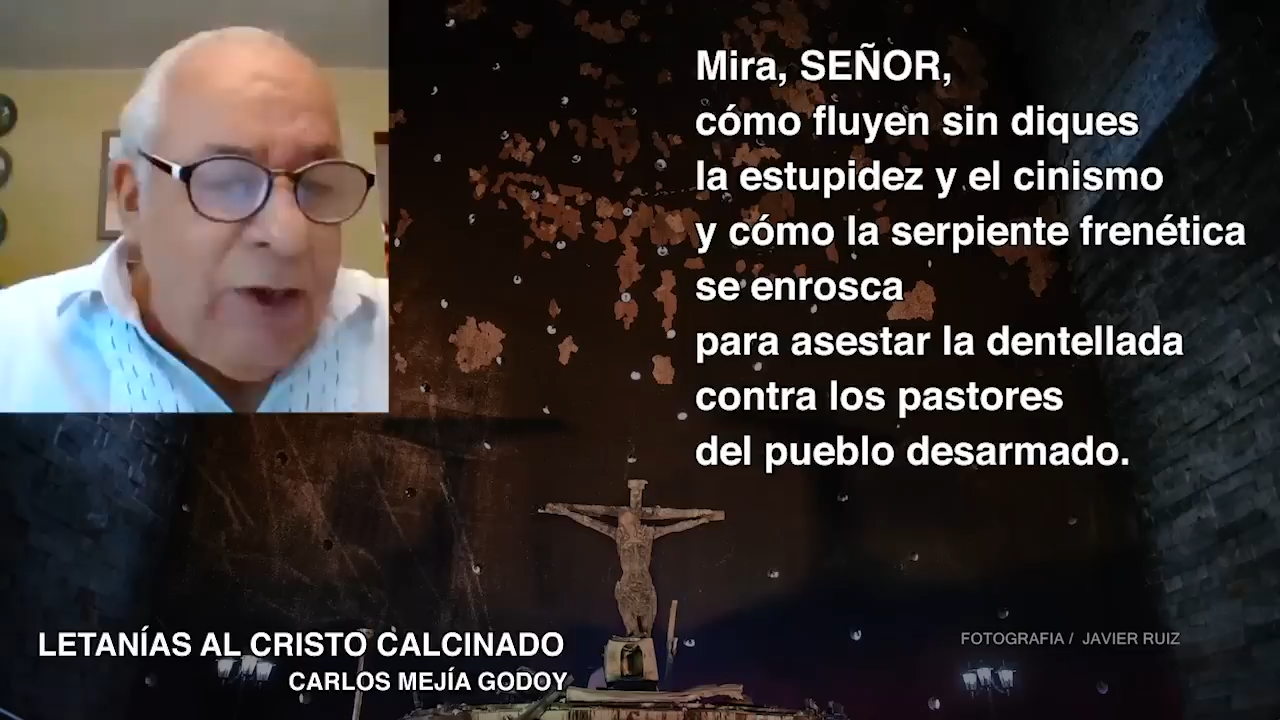 Mira, SEÑOR,
cómo fluyen sin diques
la estupidez y el cinismo
y cómo la serpiente frenética
se enrosca
para asestar la dentellada
contra los pastores
del pueblo desarmado.
LETANÍAS AL CRISTO CALCINADO
CARLOS MEJÍA GODOY
FOTOGRAFIA / JAVIER RUIZ